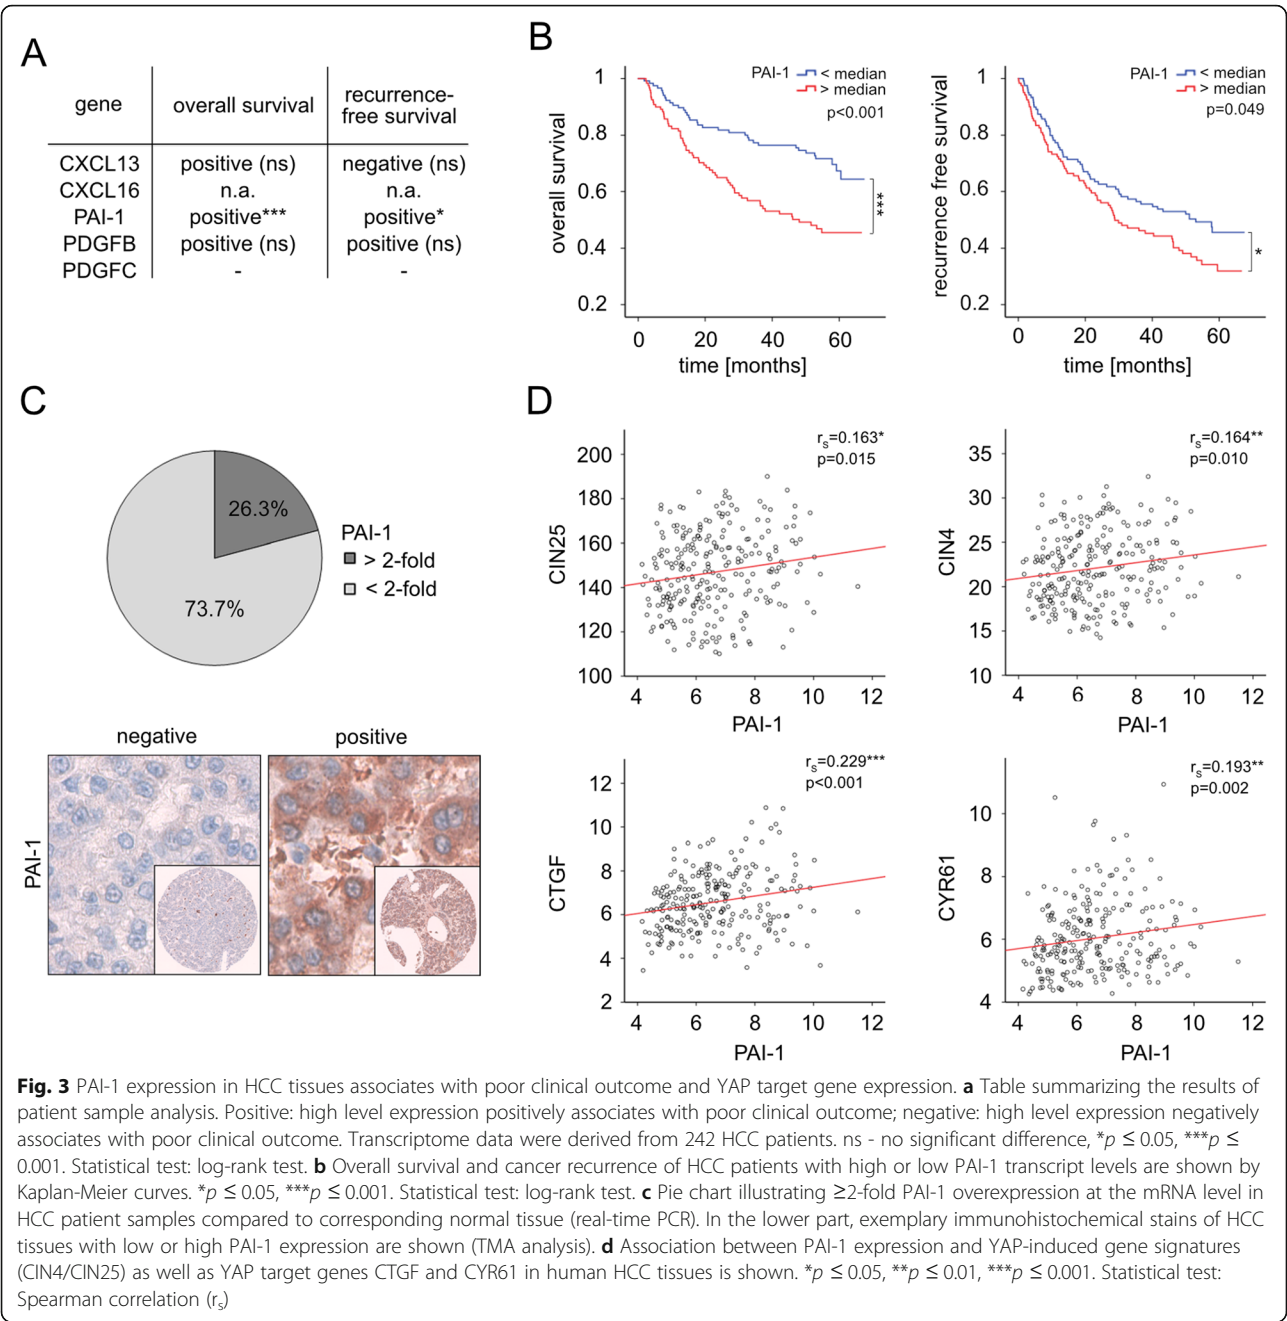 A
gene overall survival recurrence-
free survival
CXCL13 positive (ns) negative (ns)
CXCL16 n.a. n.a.
PAI-1 positive*** positive*
PDGFB positive (ns) positive (ns)
PDGFC - -
B
PAI-1 < median
> median
p<0.001
1
0.8
0.6
0.4
0.2
overall survival
***
0 20 40 60
time [months]
PAI-1 < median
> median
p=0.049
1
0.8
0.6
0.4
0.2
recurrence free survival
*
0 20 40 60
time [months]
C
26.3%
73.7%
PAI-1
> 2-fold
< 2-fold
negative positive
PAI-1
D
rs=0.163*
p=0.015
200
180
160
140
120
100
CIN25
4 6 8 10 12
PAI-1
rs=0.164**
p=0.010
35
30
25
20
15
10
CIN4
4 6 8 10 12
PAI-1
rs=0.229***
p<0.001
12
10
8
6
4
2
CTGF
4 6 8 10 12
PAI-1
rs=0.193**
p=0.002
10
8
6
4
CYR61
4 6 8 10 12
PAI-1
Fig. 3 PAI-1 expression in HCC tissues associates with poor clinical outcome and YAP target gene expression. a Table summarizing the results of
patient sample analysis. Positive: high level expression positively associates with poor clinical outcome; negative: high level expression negatively
associates with poor clinical outcome. Transcriptome data were derived from 242 HCC patients. ns - no significant difference, *p ≤ 0.05, ***p ≤
0.001. Statistical test: log-rank test. b Overall survival and cancer recurrence of HCC patients with high or low PAI-1 transcript levels are shown by
Kaplan-Meier curves. *p ≤ 0.05, ***p ≤ 0.001. Statistical test: log-rank test. c Pie chart illustrating ≥2-fold PAI-1 overexpression at the mRNA level in
HCC patient samples compared to corresponding normal tissue (real-time PCR). In the lower part, exemplary immunohistochemical stains of HCC
tissues with low or high PAI-1 expression are shown (TMA analysis). d Association between PAI-1 expression and YAP-induced gene signatures
(CIN4/CIN25) as well as YAP target genes CTGF and CYR61 in human HCC tissues is shown. *p ≤ 0.05, **p ≤ 0.01, ***p ≤ 0.001. Statistical test:
Spearman correlation (rs)